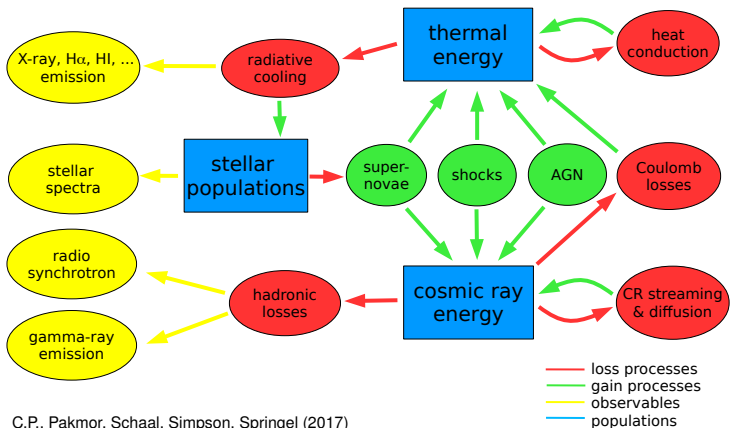 X-ray, Hα, HI, ...
emission
radiative
cooling
thermal
energy
heat
conduction
stellar
spectra
stellar
populations
super-
novae
shocks
AGN
Coulomb
losses
radio
synchrotron
gamma-ray
emission
hadronic
losses
cosmic ray
energy
CR streaming
& diffusion
loss processes
gain processes
observables
populations
C.P., Pakmor, Schaal, Simpson, Springel (2017)